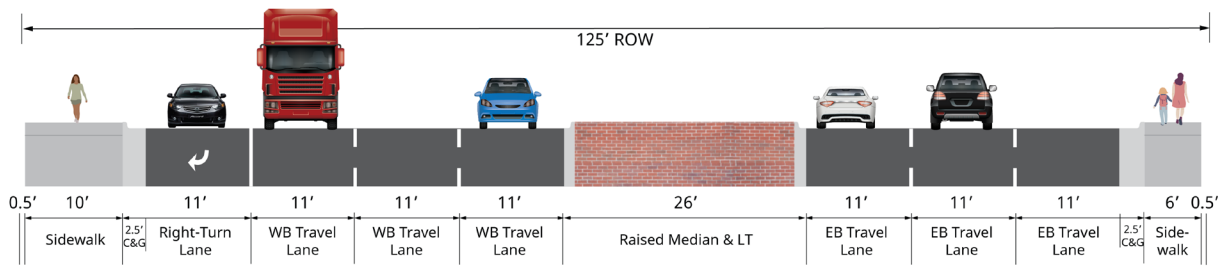 125’ ROW
0.5’ 10’ 11’ 11’ 11’ 11’ 26’ 11’ 11’ 11’ 6’ 0.5’
Sidewalk
2.5’
C&G
Right-Turn
Lane
WB Travel
Lane
WB Travel
Lane
WB Travel
Lane
Raised Median & LT
EB Travel
Lane
EB Travel
Lane
EB Travel
Lane
2.5’
C&G
Side-
walk